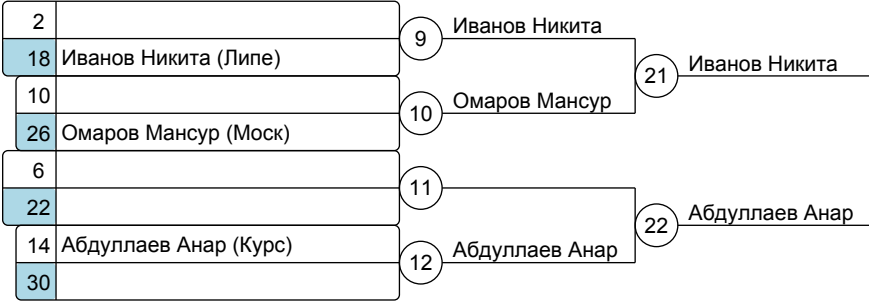 2
18 Иванов Никита (Липе)
9
Иванов Никита
10
26 Омаров Мансур (Моск)
10
Омаров Мансур
21
Иванов Никита
6
22
11
14 Абдуллаев Анар (Курс)
30
12
Абдуллаев Анар
22
Абдуллаев Анар